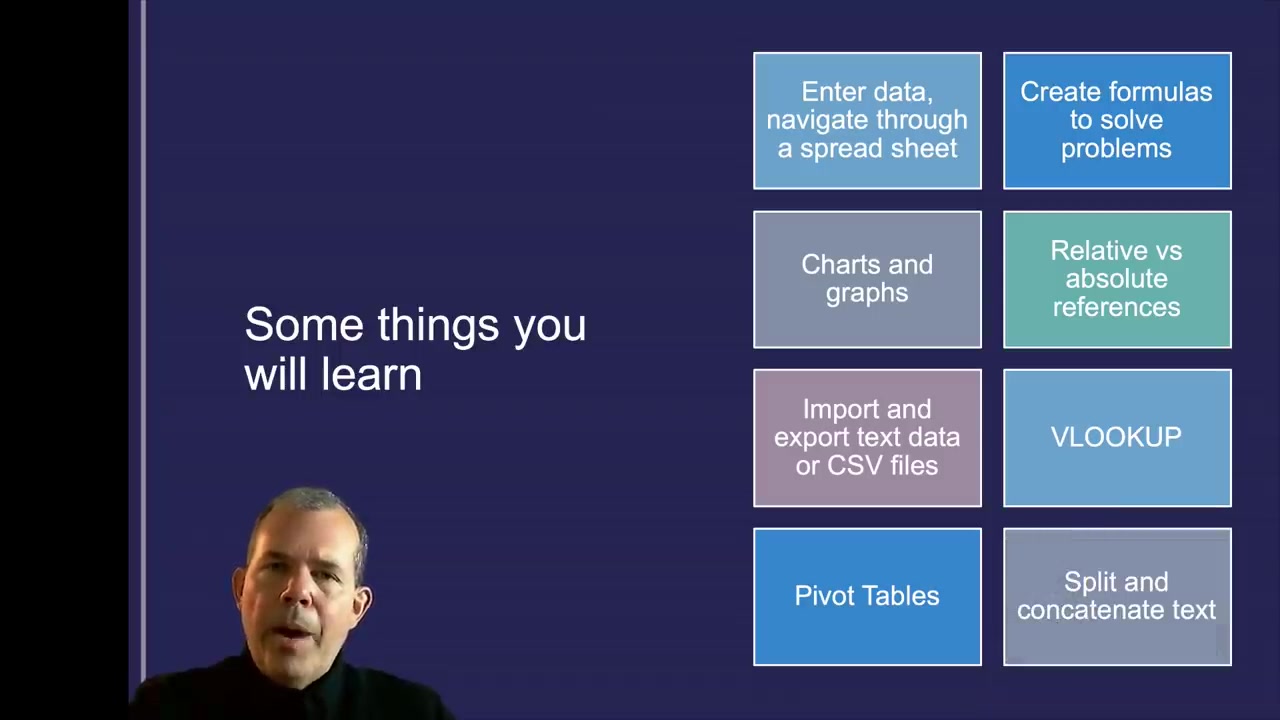 Some things you
will learn
Enter data,
navigate through
a spread sheet
Create formulas
to solve
problems
Charts and
graphs
Relative vs
absolute
references
Import and
export text data
or CSV files
VLOOKUP
Pivot Tables
Split and
concatenate text